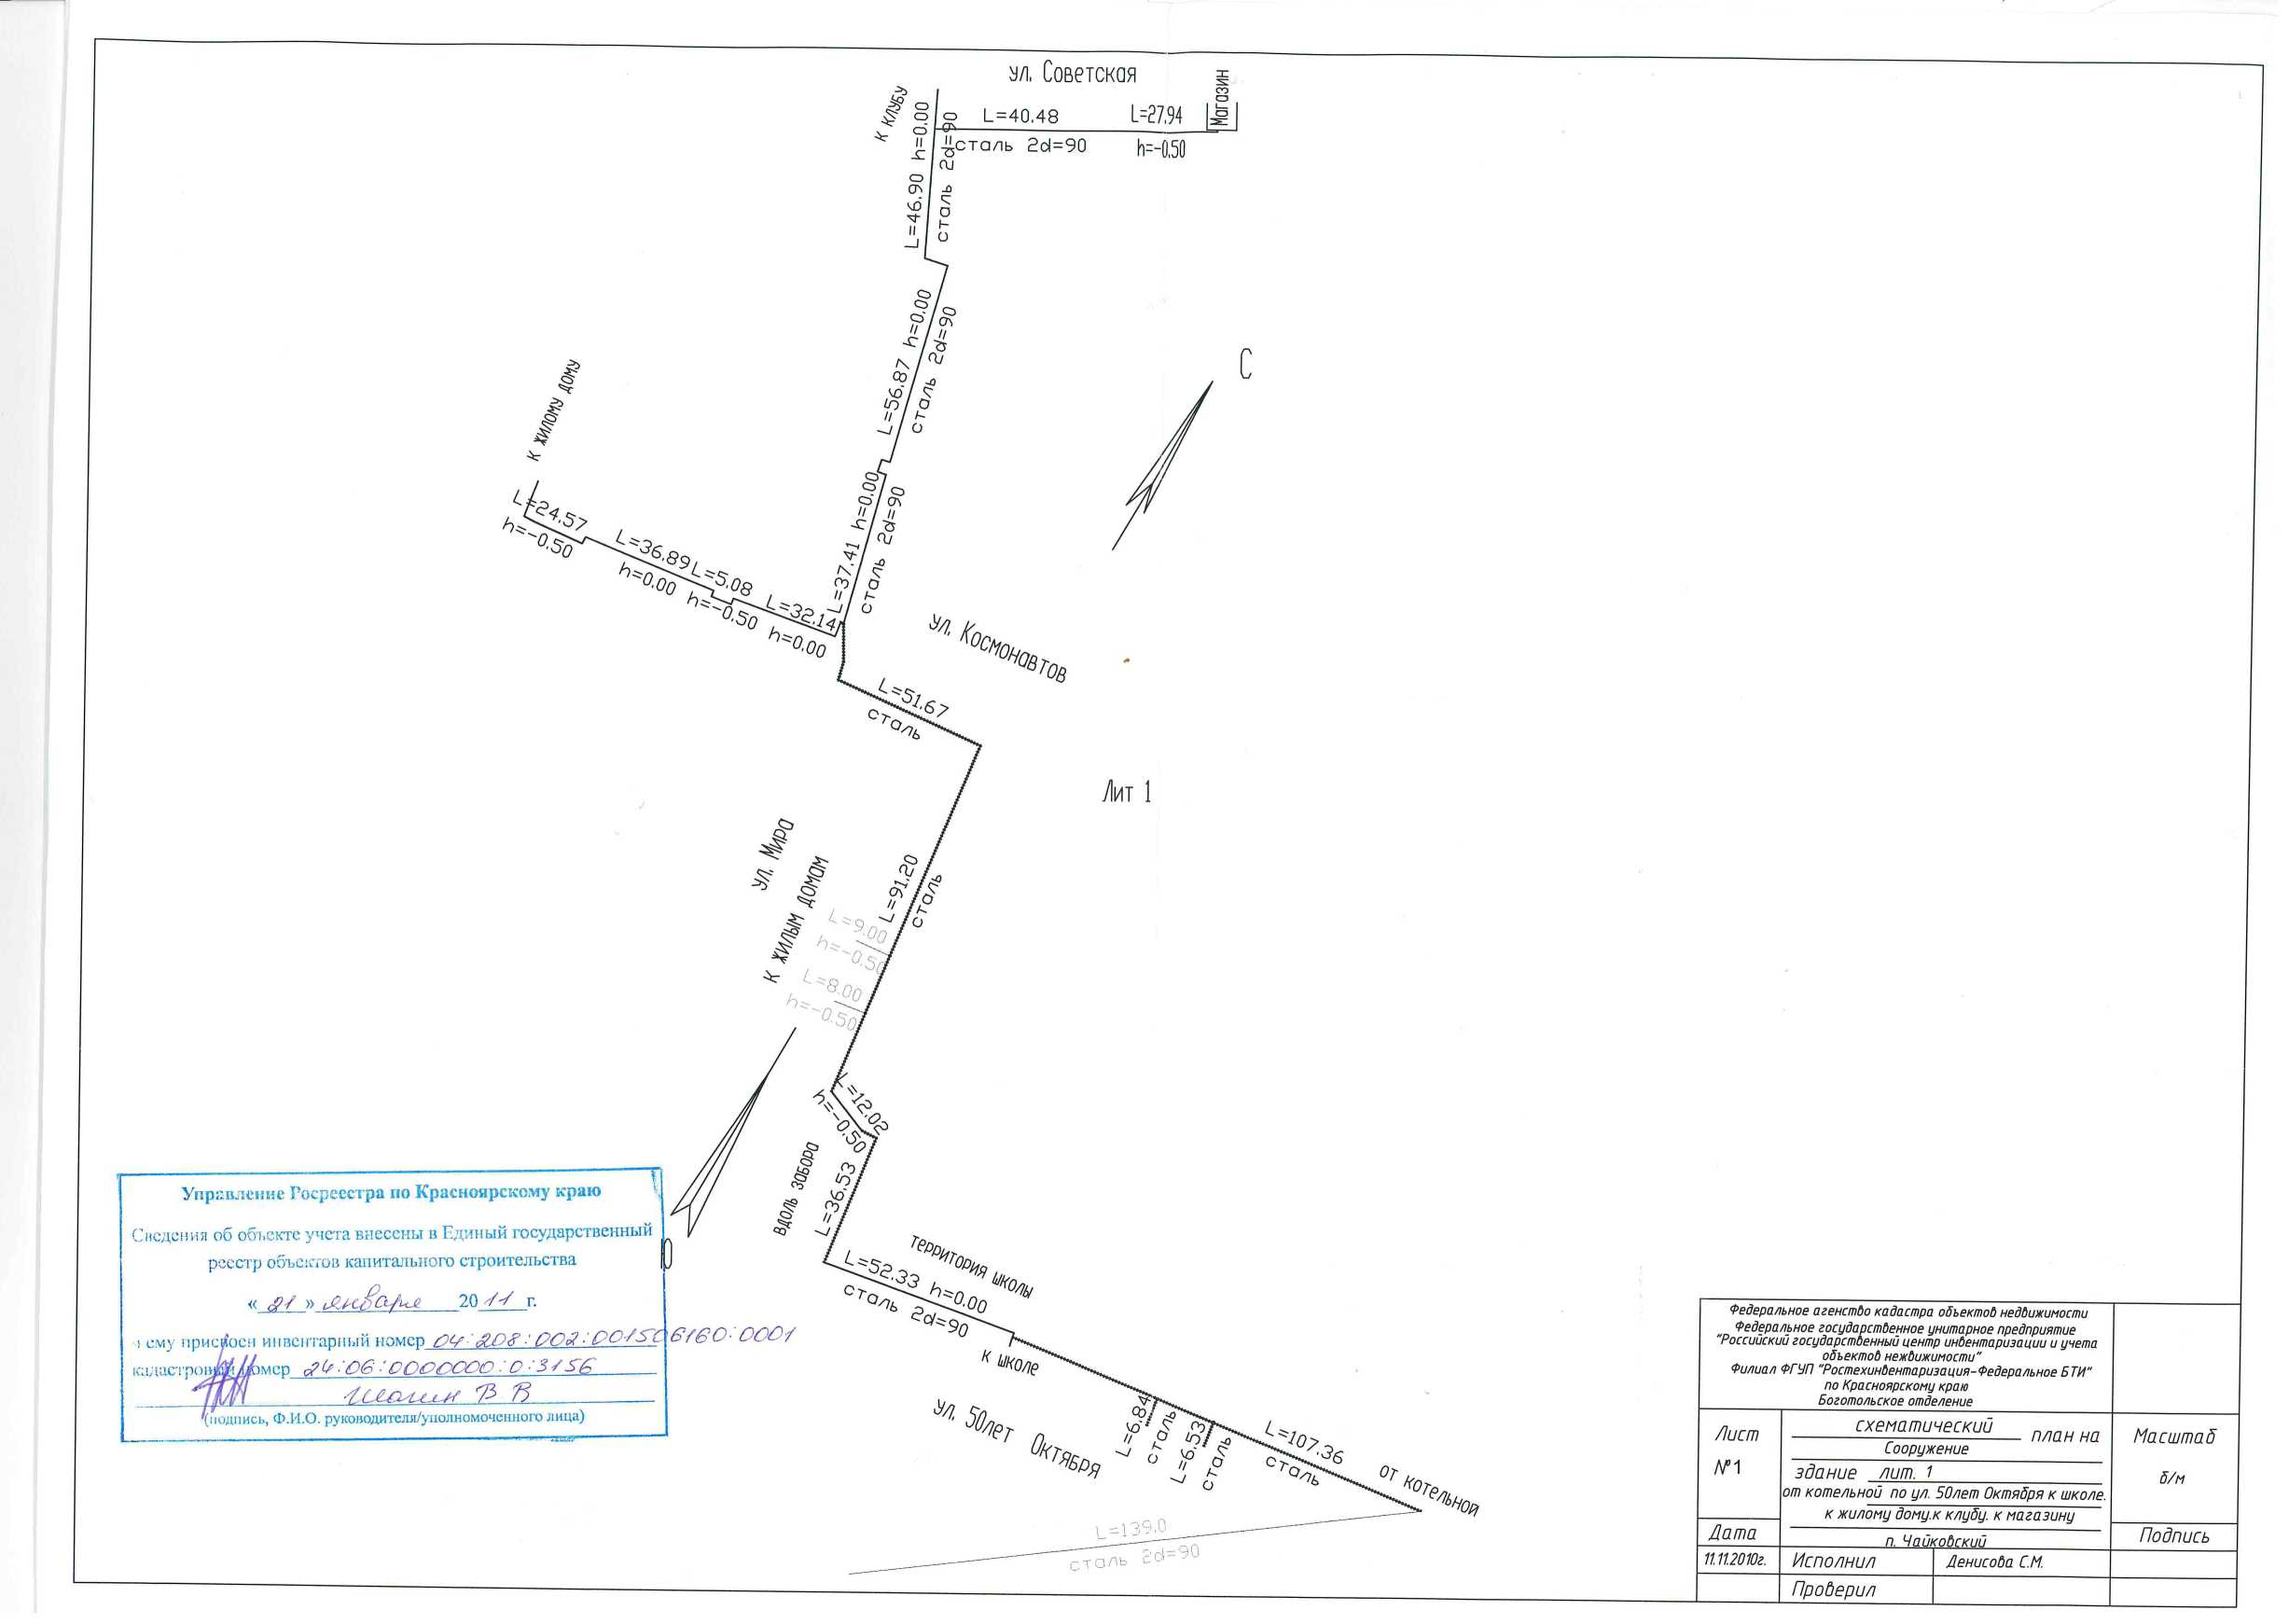 ул. Советская
к клубу
Магазин
L=40.48
L=27.94
сталь 2d=90
h=-0.50
L=46.90 h=0.00
сталь 2d=90
L=56.87 h=0.00
сталь 2d=90
С
к жилому дому
L=24.57
h=-0.50
L=36.89
h=0.00
L=5.08
h=-0.50
L=32.14
h=0.00
L=37.41 h=0.00
сталь 2d=90
ул. Космонавтов
L=51.67
сталь
Лит 1
ул. Мира
к жилым домам
L=91.20
сталь
L=9.00
h=-0.50
L=8.00
h=-0.50
L=12.02
h=-0.50
вдоль забора
L=36.53
Ю
территория школы
L=52.33 h=0.00
сталь 2d=90
к школе
ул. 50лет Октября
L=6.84
сталь
L=6.53
сталь
L=107.36
сталь
от котельной
L=139.0
сталь 2d=90
Управление Росреестра по Красноярскому краю
Сведения об объекте учета внесены в Единый государственный
реестр объектов капитального строительства
«21» января 2011 г.
ему присвоен инвентарный номер 04:208:002:001506160:0001
кадастровый номер 24:06:0000000:0:3156
Шагин В В
(подпись, Ф.И.О. руководителя/уполномоченного лица)
Федеральное агенство кадастра объектов недвижимости
Федеральное государственное унитарное предприятие
"Российский государственный центр инвентаризации и учета
объектов нежвижимости"
Филиал ФГУП "Ростехинвентаризация-Федеральное БТИ"
по Красноярскому краю
Боготольское отделение
Лист
№1
схематический план на
Сооружение
здание лит. 1
от котельной по ул. 50лет Октября к школе.
к жилому дому.к клубу. к магазину
п. Чайковский
Масштаб
б/м
Дата
Подпись
11.11.2010г.
Исполнил
Денисова С.М.
Проверил